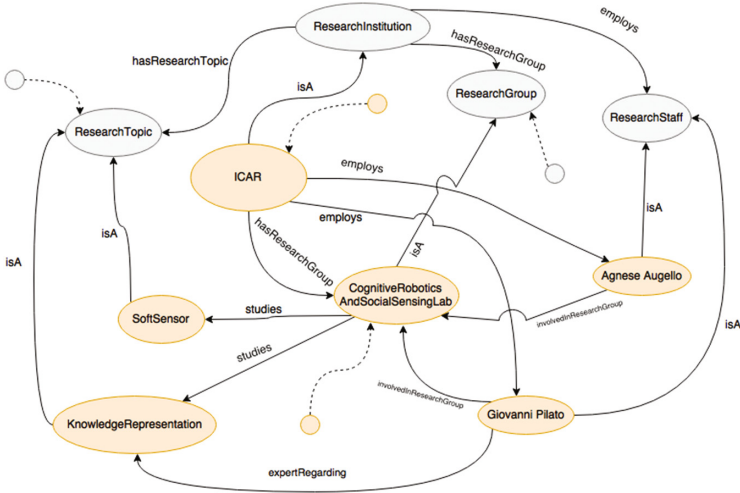 employs
ResearchInstitution
hasResearchGroup
hasResearchTopic
isA
ResearchGroup
ResearchStaff
ResearchTopic
employs
ICAR
employs
isA
hasResearchGroup
isA
isA
isA
Agnese Augello
CognitiveRobotics
AndSocialSensingLab
studies
SoftSensor
involvedInResearchGroup
isA
studies
involvedInResearchGroup
Giovanni Pilato
KnowledgeRepresentation
expertRegarding